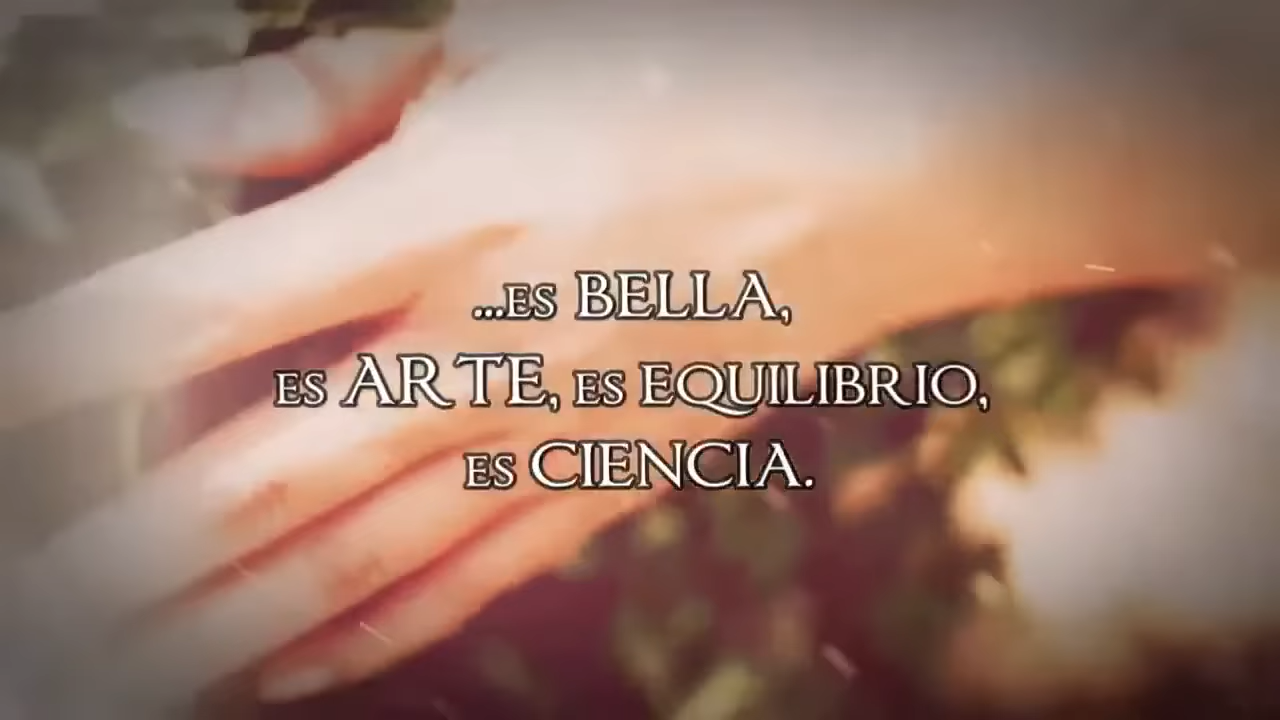 ...ES BELLA,
ES ARTE, ES EQUILIBRIO,
ES CIENCIA.